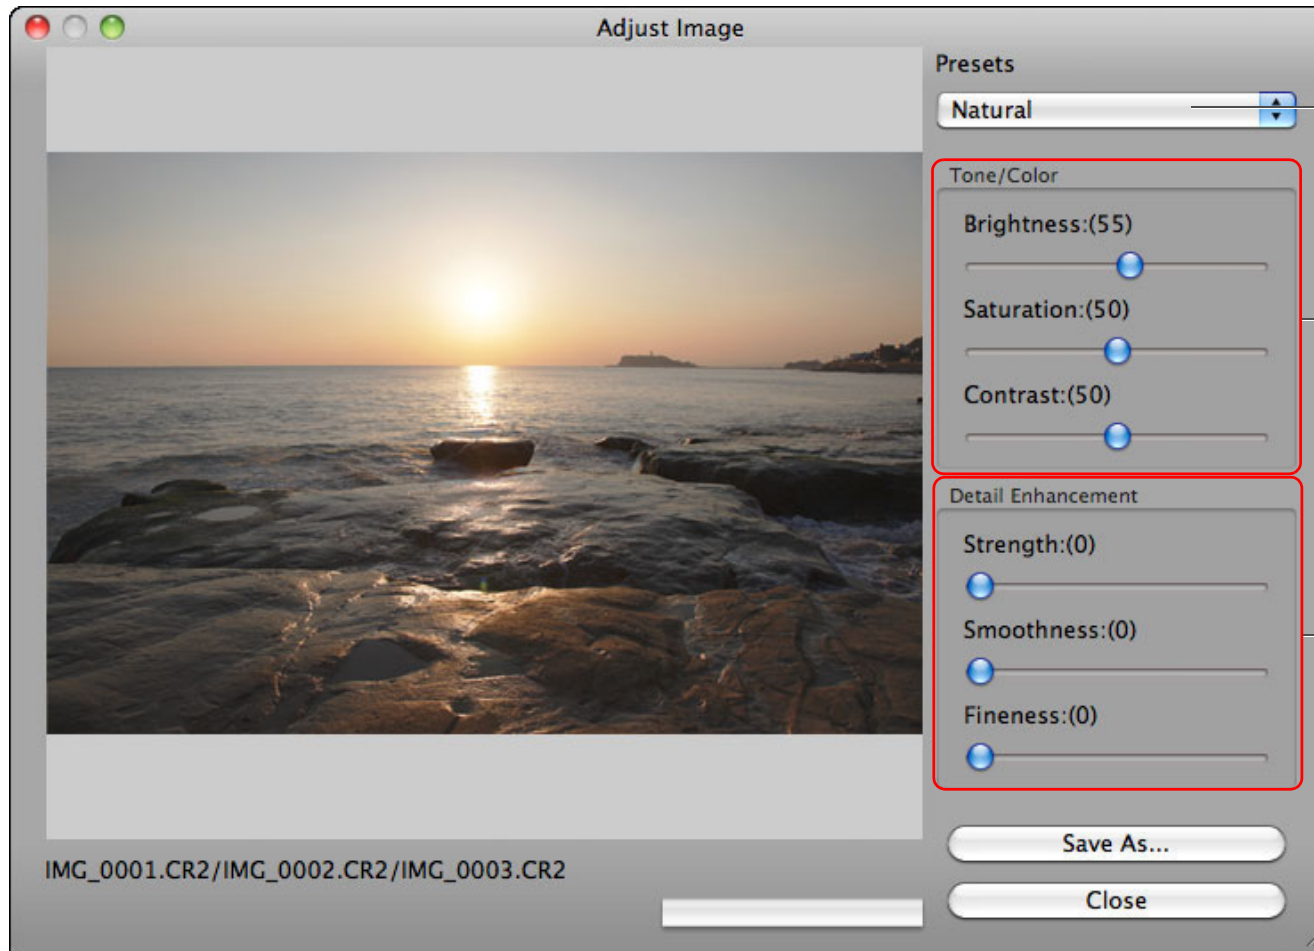 Adjust Image
Presets
Natural
Tone/Color
Brightness:(55)
Saturation:(50)
Contrast:(50)
Detail Enhancement
Strength:(0)
Smoothness:(0)
Fineness:(0)
Save As...
Close
IMG_0001.CR2/IMG_0002.CR2/IMG_0003.CR2